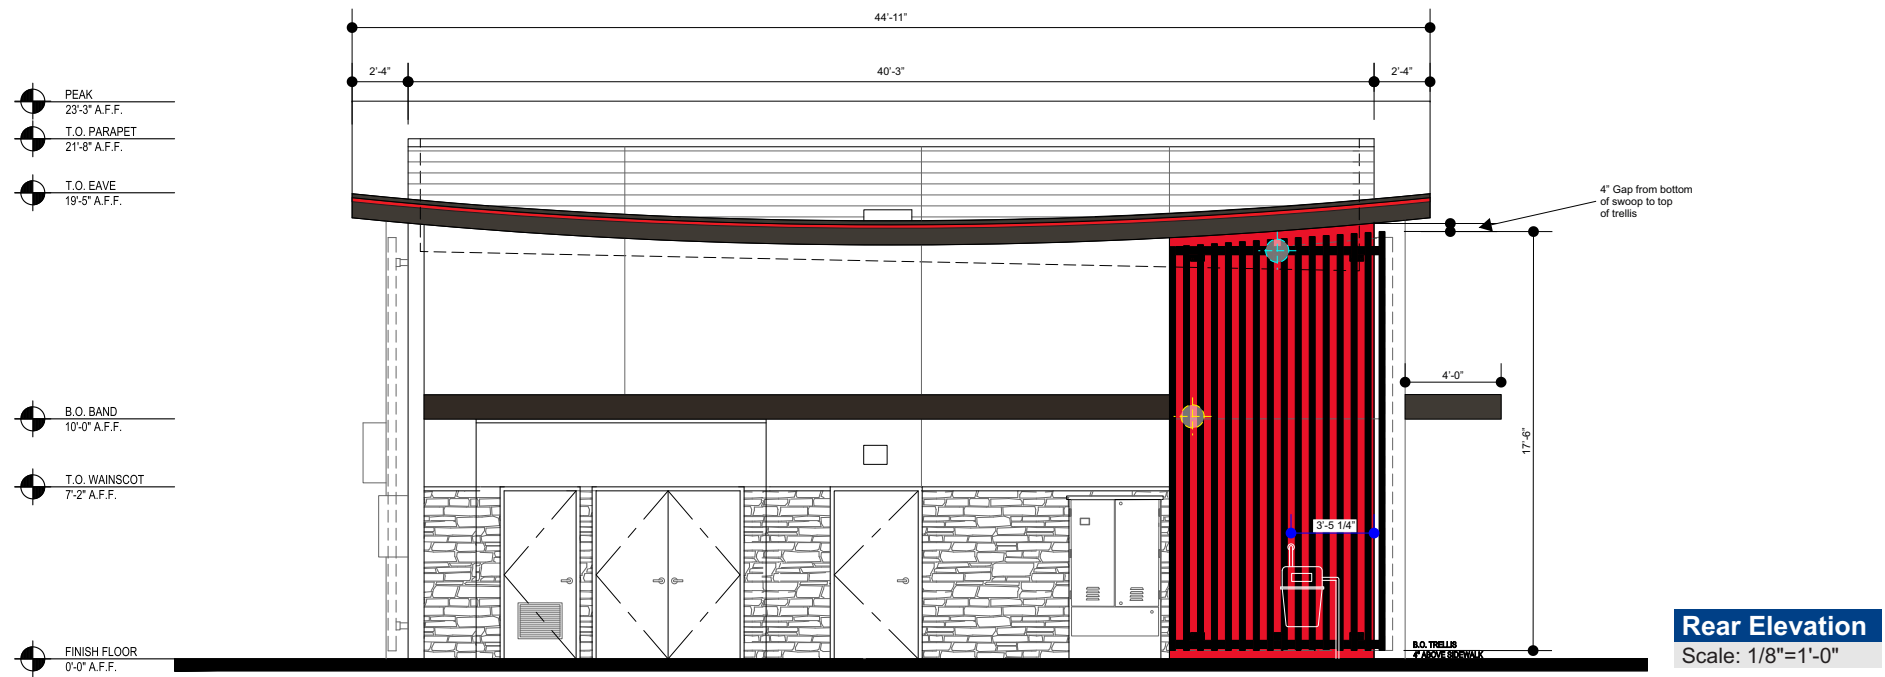 44'-11"
2'-4"
40'-3"
2'-4"
PEAK
23'-3" A.F.F.
T.O. PARAPET
21'-8" A.F.F.
T.O. EAVE
19'-5" A.F.F.
4" Gap from bottom
of swoop to top
of trellis
4'-0"
B.O. BAND
10'-0" A.F.F.
17'-6"
T.O. WAINSCOT
7'-2" A.F.F.
3'-5 1/4"
FINISH FLOOR
0'-0" A.F.F.
B.O. TRELLIS
4" ABOVE SIDEWALK
Rear Elevation
Scale: 1/8"=1'-0"